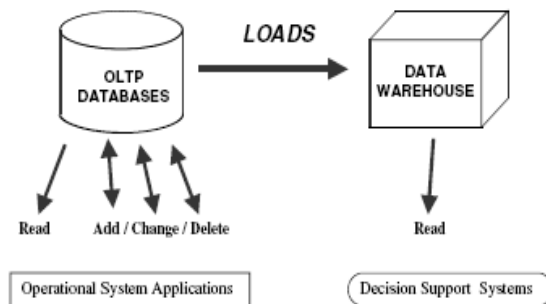 LOADS
OLTP
DATABASES
DATA
WAREHOUSE
Read
Add / Change / Delete
Read
Operational System Applications
Decision Support Systems